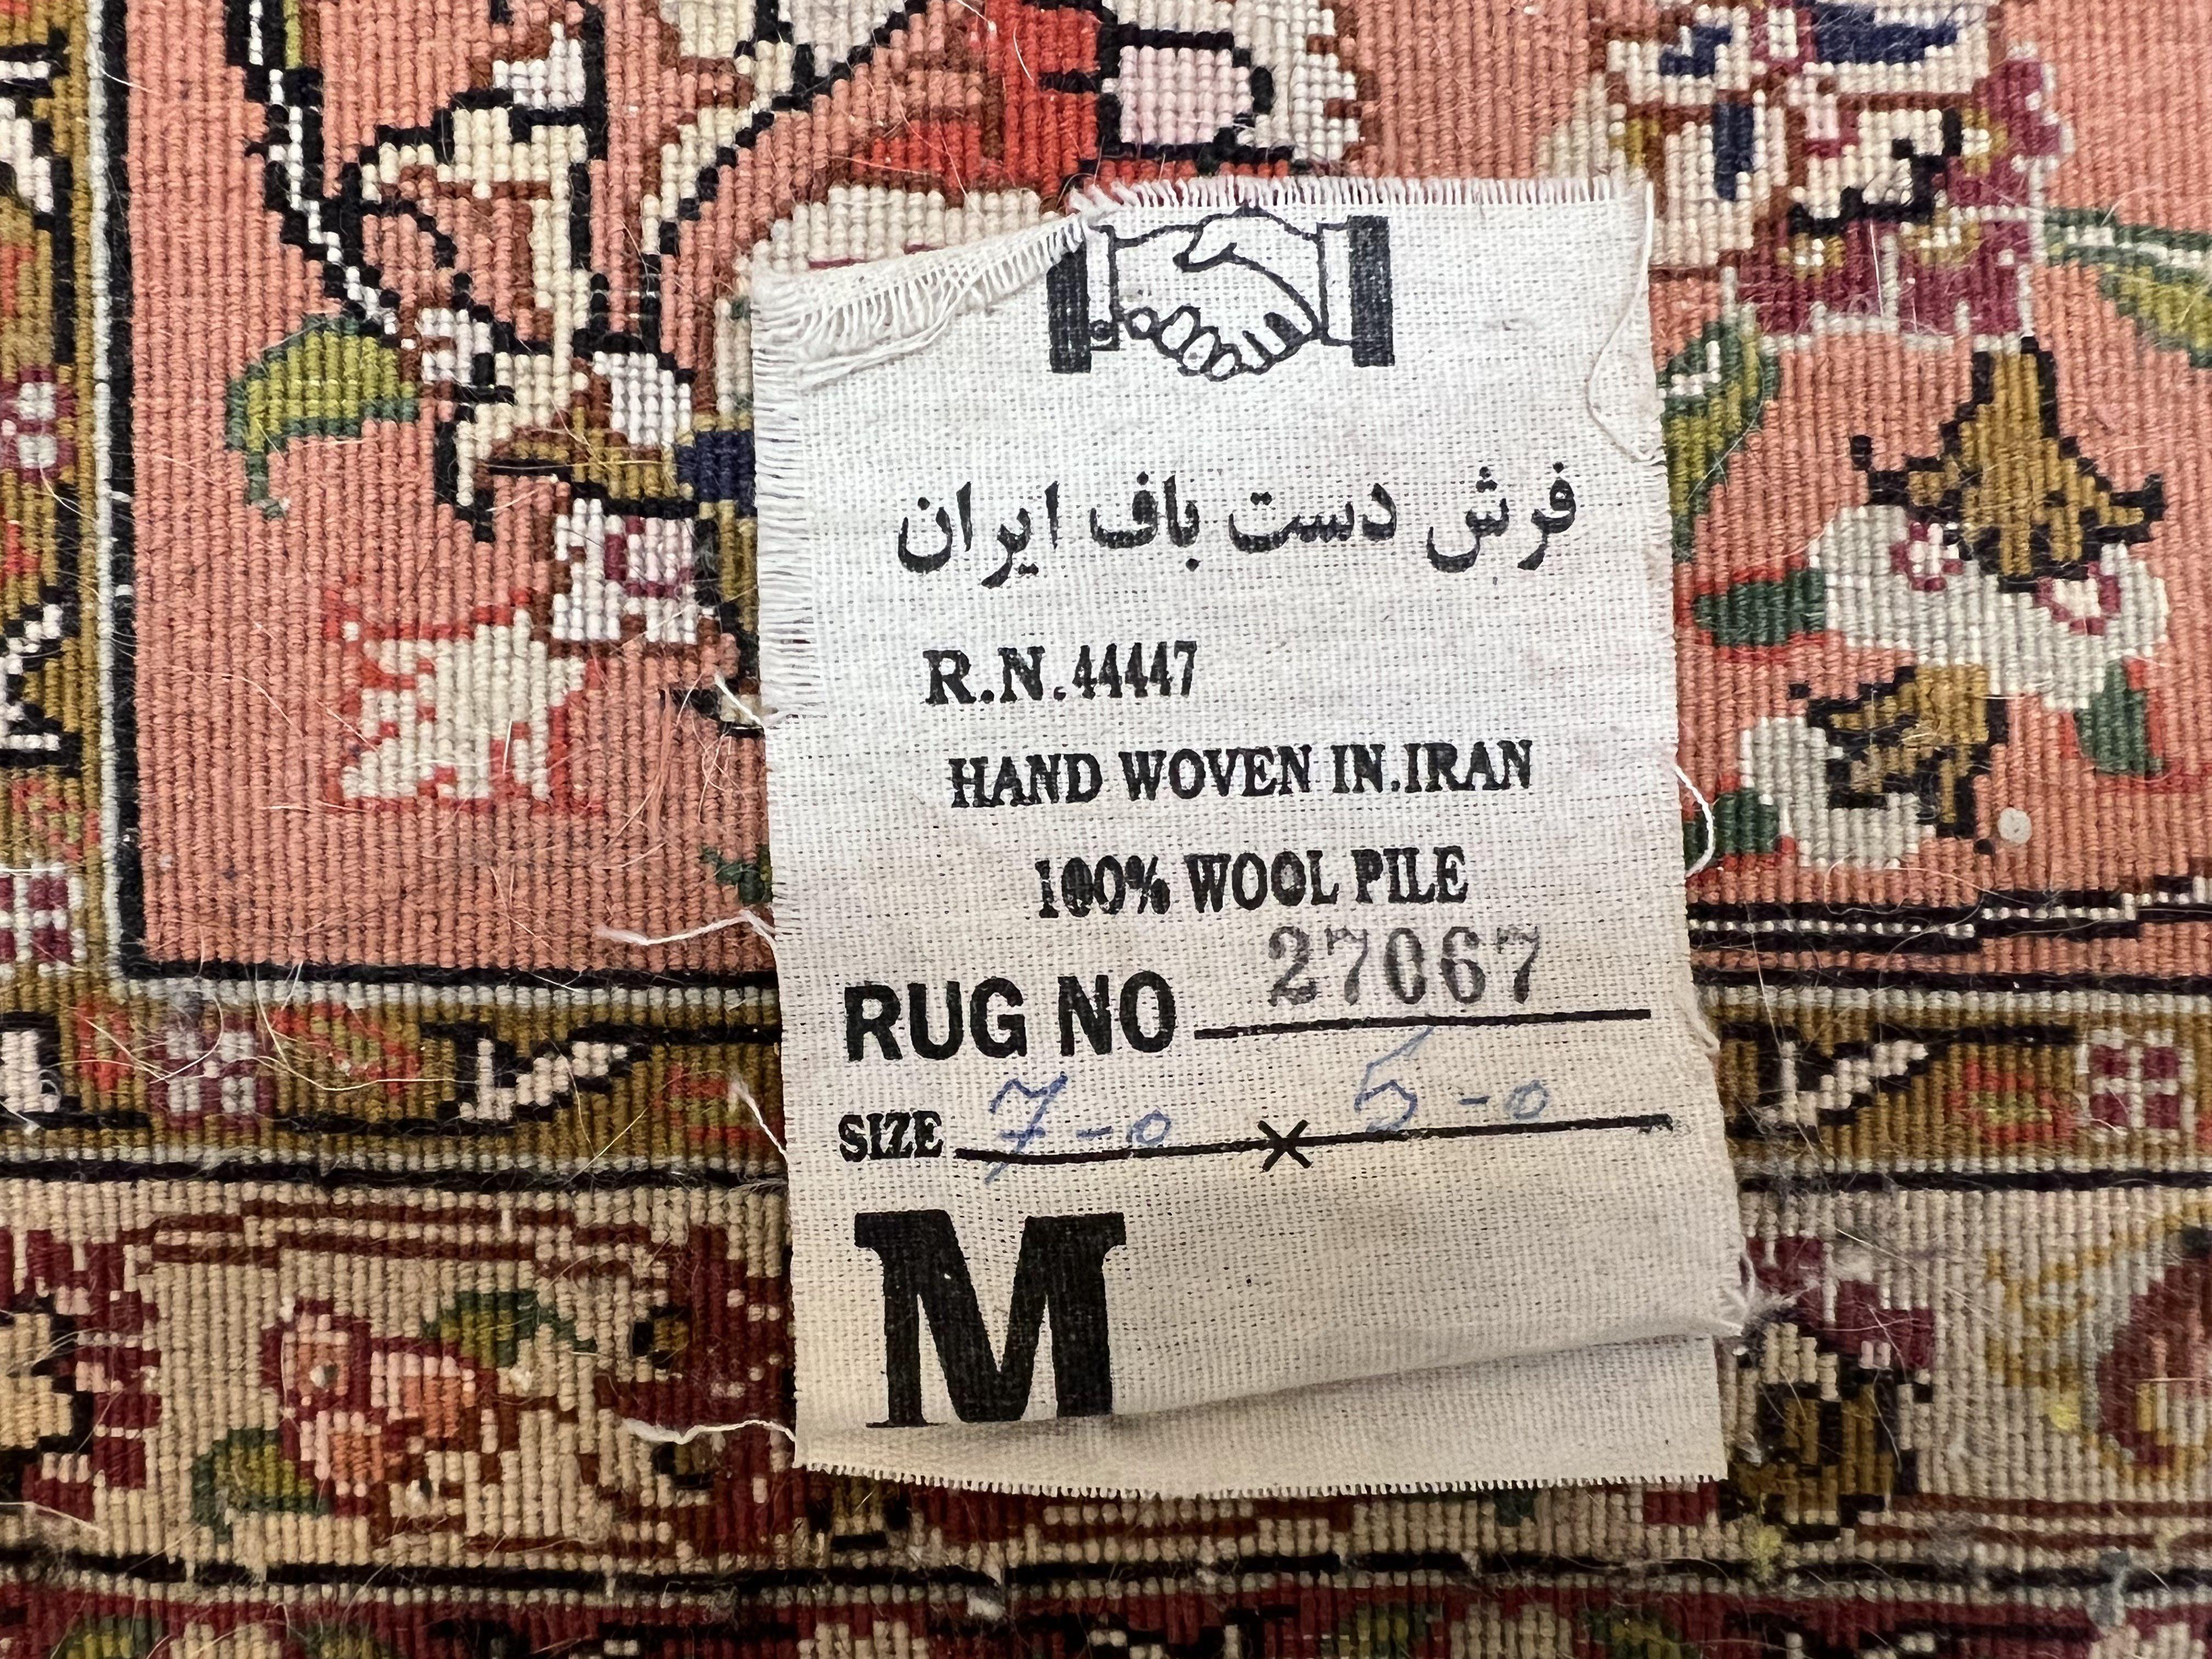 فرش دست باف ایران
R.N.44447
HAND WOVEN IN.IRAN
100% WOOL PILE
RUG NO 27067
SIZE 7-0 X 5-0
M